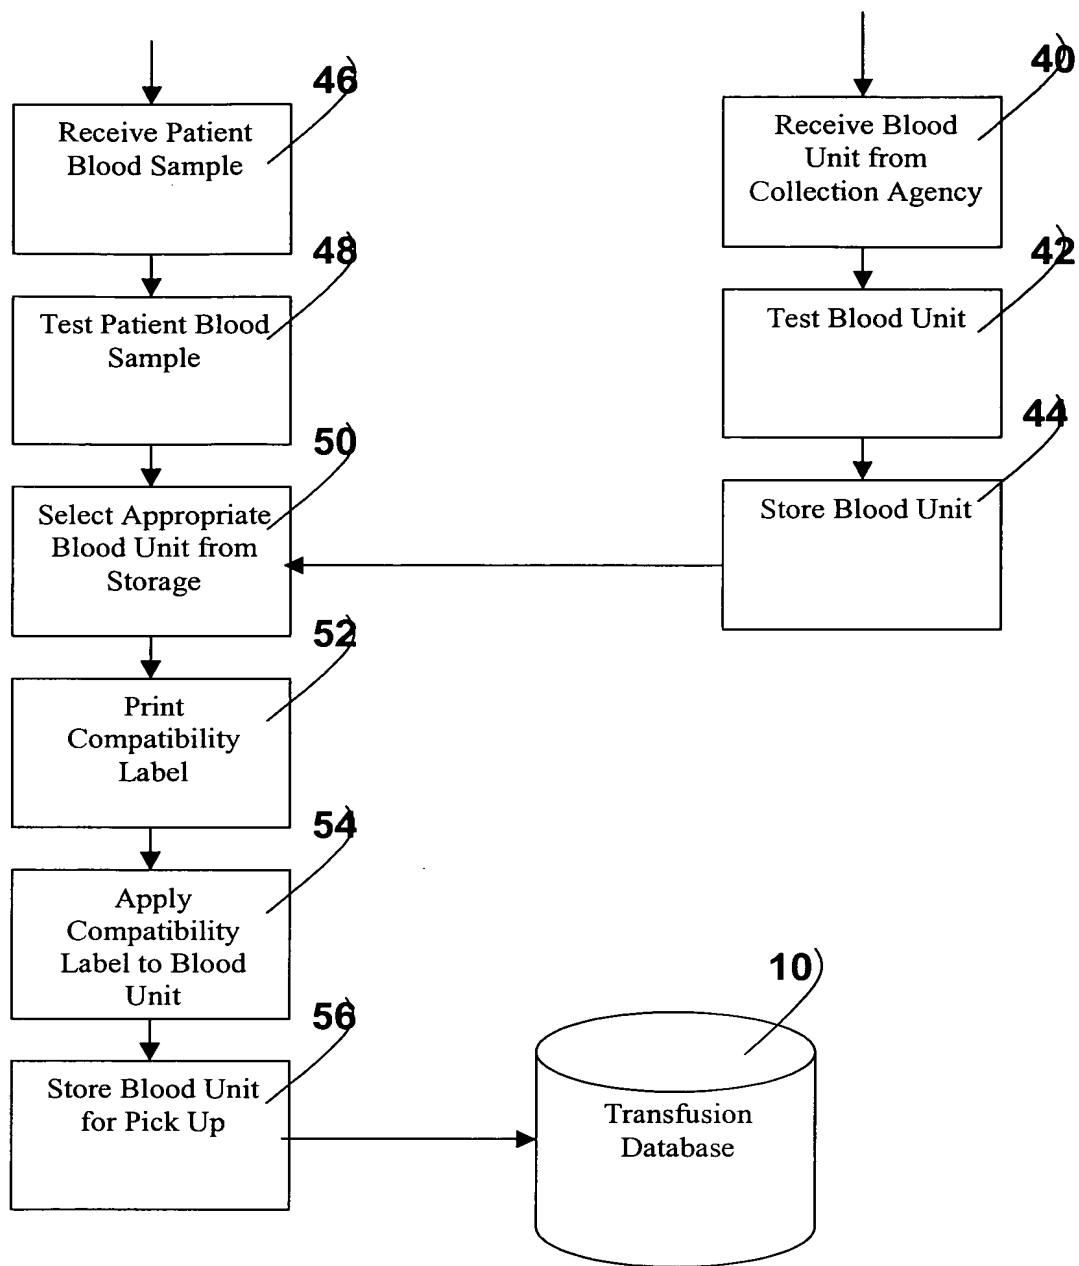 46
Receive Patient
Blood Sample
48
Test Patient Blood
Sample
50
Select Appropriate
Blood Unit from
Storage
52
Print
Compatibility
Label
54
Apply
Compatibility
Label to Blood
Unit
56
Store Blood Unit
for Pick Up
40
Receive Blood
Unit from
Collection Agency
42
Test Blood Unit
44
Store Blood Unit
10
Transfusion
Database